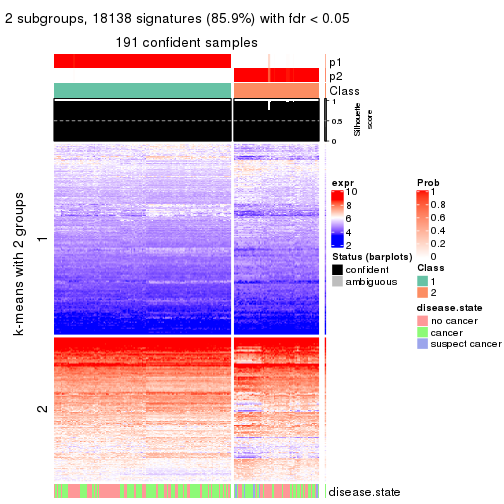 2 subgroups, 18138 signatures (85.9%) with fdr < 0.05
191 confident samples
p1
p2
Class
1
0.5
0
Silhouette
score
k-means with 2 groups
1
2
expr
10
8
6
4
2
Status (barplots)
confident
ambiguous
Prob
1
0.8
0.6
0.4
0.2
0
Class
1
2
disease.state
no cancer
cancer
suspect cancer
disease.state